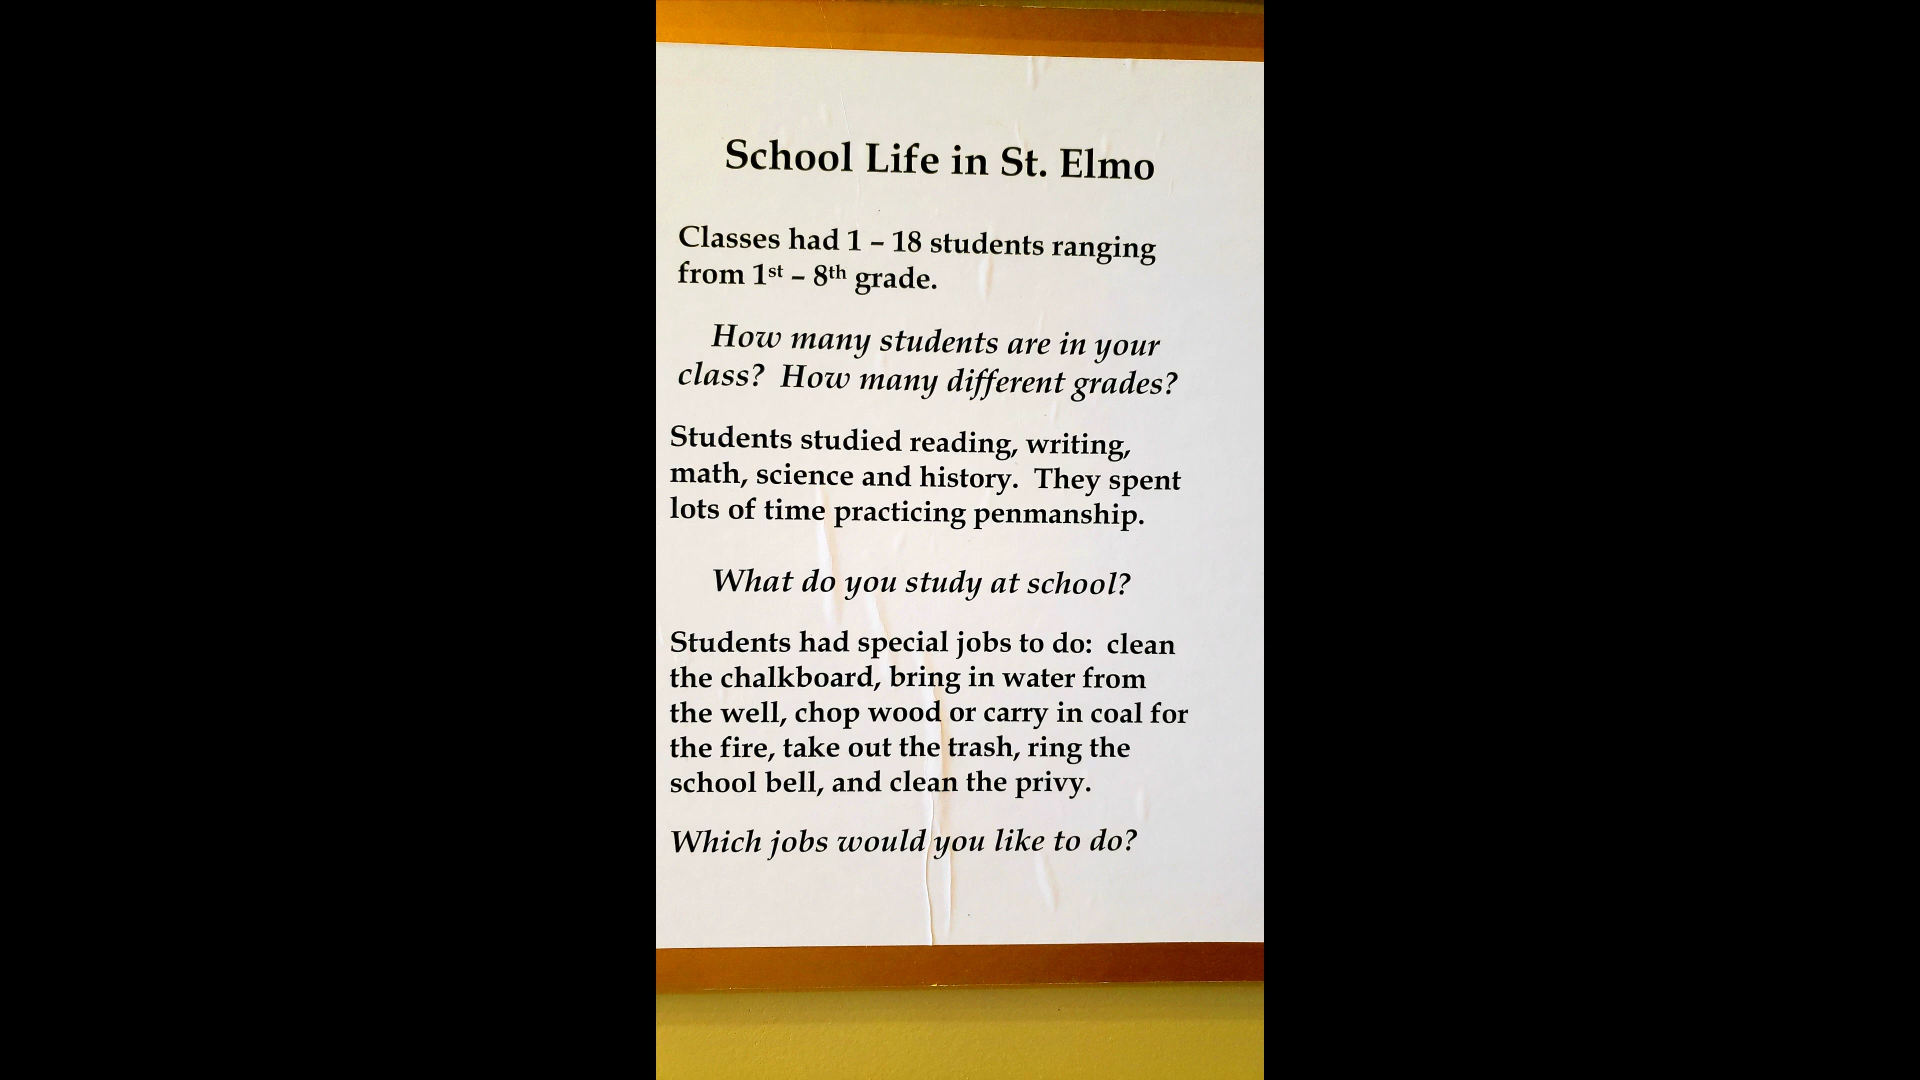 School Life in St. Elmo
Classes had 1 – 18 students ranging
from 1st – 8th grade.
How many students are in your
class?  How many different grades?
Students studied reading, writing,
math, science and history.  They spent
lots of time practicing penmanship.
What do you study at school?
Students had special jobs to do:  clean
the chalkboard, bring in water from
the well, chop wood or carry in coal for
the fire, take out the trash, ring the
school bell, and clean the privy.
Which jobs would you like to do?